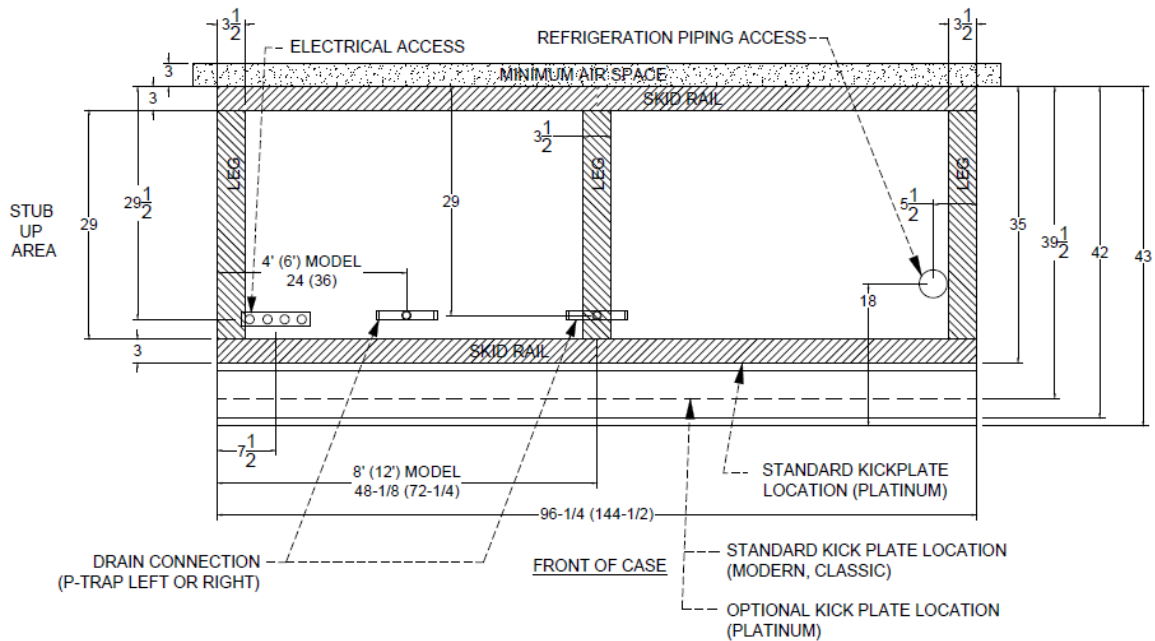 3 1/2
ELECTRICAL ACCESS
REFRIGERATION PIPING ACCESS
3 1/2
3
MINIMUM AIR SPACE
3
SKID RAIL
3 1/2
LEG
LEG
LEG
STUB
UP
AREA
29
29 1/2
29
5 1/2
35
39 1/2
42
43
4' (6') MODEL
24 (36)
18
3
SKID RAIL
7 1/2
8' (12') MODEL
48-1/8 (72-1/4)
STANDARD KICKPLATE
LOCATION (PLATINUM)
96-1/4 (144-1/2)
DRAIN CONNECTION
(P-TRAP LEFT OR RIGHT)
FRONT OF CASE
STANDARD KICK PLATE LOCATION
(MODERN, CLASSIC)
OPTIONAL KICK PLATE LOCATION
(PLATINUM)